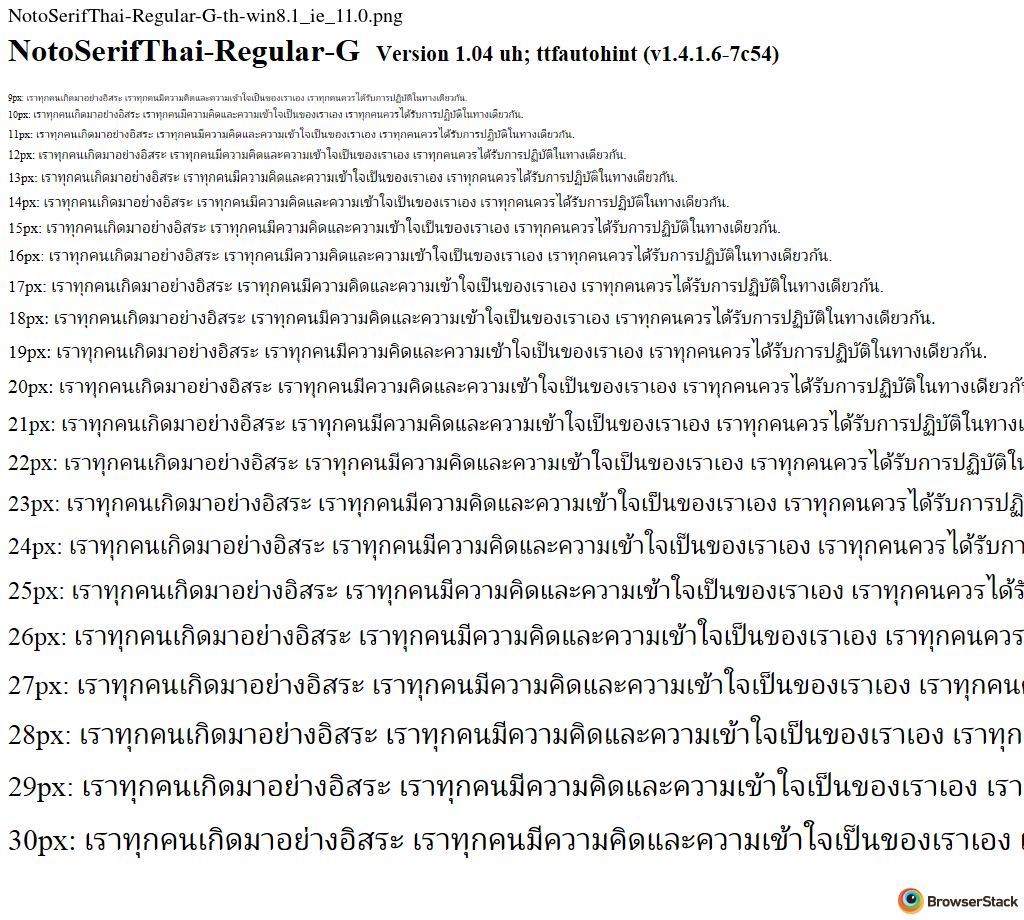 NotoSerifThai-Regular-G-th-win8.1_ie_11.0.png
NotoSerifThai-Regular-G Version 1.04 uh; ttfautohint (v1.4.1.6-7c54)
9px: เราทุกคนเกิดมาอย่างอิสระ เราทุกคนมีความคิดและความเข้าใจเป็นของเราเอง เราทุกคนควรได้รับการปฏิบัติในทางเดียวกัน.
10px: เราทุกคนเกิดมาอย่างอิสระ เราทุกคนมีความคิดและความเข้าใจเป็นของเราเอง เราทุกคนควรได้รับการปฏิบัติในทางเดียวกัน.
11px: เราทุกคนเกิดมาอย่างอิสระ เราทุกคนมีความคิดและความเข้าใจเป็นของเราเอง เราทุกคนควรได้รับการปฏิบัติในทางเดียวกัน.
12px: เราทุกคนเกิดมาอย่างอิสระ เราทุกคนมีความคิดและความเข้าใจเป็นของเราเอง เราทุกคนควรได้รับการปฏิบัติในทางเดียวกัน.
13px: เราทุกคนเกิดมาอย่างอิสระ เราทุกคนมีความคิดและความเข้าใจเป็นของเราเอง เราทุกคนควรได้รับการปฏิบัติในทางเดียวกัน.
14px: เราทุกคนเกิดมาอย่างอิสระ เราทุกคนมีความคิดและความเข้าใจเป็นของเราเอง เราทุกคนควรได้รับการปฏิบัติในทางเดียวกัน.
15px: เราทุกคนเกิดมาอย่างอิสระ เราทุกคนมีความคิดและความเข้าใจเป็นของเราเอง เราทุกคนควรได้รับการปฏิบัติในทางเดียวกัน.
16px: เราทุกคนเกิดมาอย่างอิสระ เราทุกคนมีความคิดและความเข้าใจเป็นของเราเอง เราทุกคนควรได้รับการปฏิบัติในทางเดียวกัน.
17px: เราทุกคนเกิดมาอย่างอิสระ เราทุกคนมีความคิดและความเข้าใจเป็นของเราเอง เราทุกคนควรได้รับการปฏิบัติในทางเดียวกัน.
18px: เราทุกคนเกิดมาอย่างอิสระ เราทุกคนมีความคิดและความเข้าใจเป็นของเราเอง เราทุกคนควรได้รับการปฏิบัติในทางเดียวกัน.
19px: เราทุกคนเกิดมาอย่างอิสระ เราทุกคนมีความคิดและความเข้าใจเป็นของเราเอง เราทุกคนควรได้รับการปฏิบัติในทางเดียวกัน.
20px: เราทุกคนเกิดมาอย่างอิสระ เราทุกคนมีความคิดและความเข้าใจเป็นของเราเอง เราทุกคนควรได้รับการปฏิบัติในทางเดียวกั
21px: เราทุกคนเกิดมาอย่างอิสระ เราทุกคนมีความคิดและความเข้าใจเป็นของเราเอง เราทุกคนควรได้รับการปฏิบัติในทาง
22px: เราทุกคนเกิดมาอย่างอิสระ เราทุกคนมีความคิดและความเข้าใจเป็นของเราเอง เราทุกคนควรได้รับการปฏิบัติใ
23px: เราทุกคนเกิดมาอย่างอิสระ เราทุกคนมีความคิดและความเข้าใจเป็นของเราเอง เราทุกคนควรได้รับการปฏิ
24px: เราทุกคนเกิดมาอย่างอิสระ เราทุกคนมีความคิดและความเข้าใจเป็นของเราเอง เราทุกคนควรได้รับกา
25px: เราทุกคนเกิดมาอย่างอิสระ เราทุกคนมีความคิดและความเข้าใจเป็นของเราเอง เราทุกคนควรได้รั
26px: เราทุกคนเกิดมาอย่างอิสระ เราทุกคนมีความคิดและความเข้าใจเป็นของเราเอง เราทุกคนควร
27px: เราทุกคนเกิดมาอย่างอิสระ เราทุกคนมีความคิดและความเข้าใจเป็นของเราเอง เราทุกคน
28px: เราทุกคนเกิดมาอย่างอิสระ เราทุกคนมีความคิดและความเข้าใจเป็นของเราเอง เราทุก
29px: เราทุกคนเกิดมาอย่างอิสระ เราทุกคนมีความคิดและความเข้าใจเป็นของเราเอง เรา
30px: เราทุกคนเกิดมาอย่างอิสระ เราทุกคนมีความคิดและความเข้าใจเป็นของเราเอง เ
BrowserStack